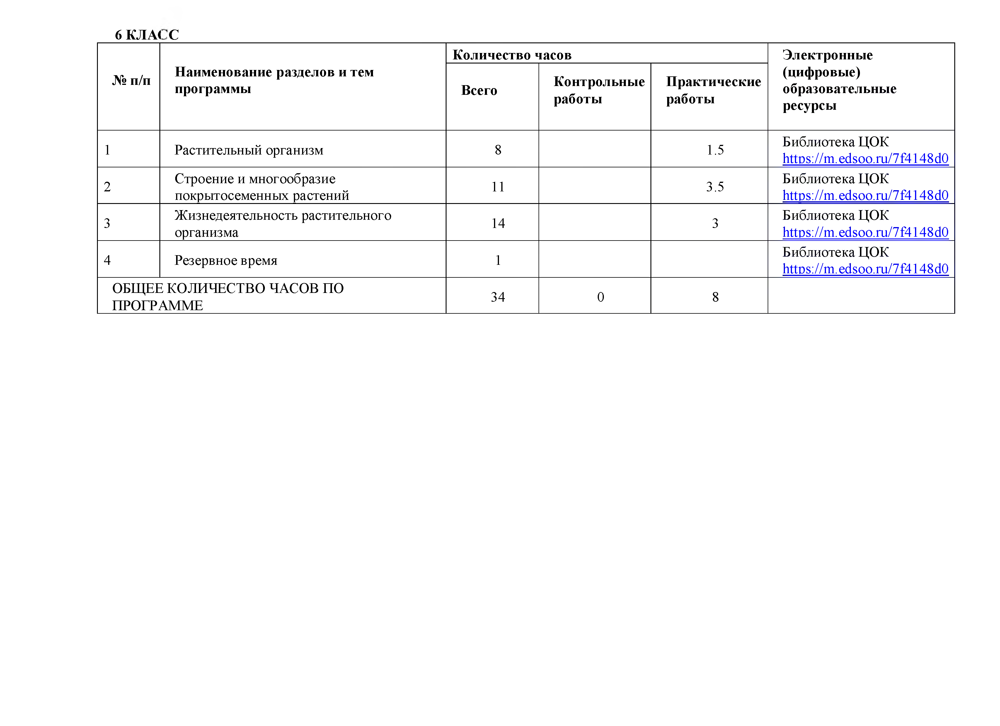 6 КЛАСС
№ п/п
Наименование разделов и тем
программы
Количество часов
Всего
Контрольные
работы
Практические
работы
Электронные
(цифровые)
образовательные
ресурсы
1
Растительный организм
8
1.5
Библиотека ЦОК
https://m.edsoo.ru/7f4148d0
2
Строение и многообразие
покрытосеменных растений
11
3.5
Библиотека ЦОК
https://m.edsoo.ru/7f4148d0
3
Жизнедеятельность растительного
организма
14
3
Библиотека ЦОК
https://m.edsoo.ru/7f4148d0
4
Резервное время
1
Библиотека ЦОК
https://m.edsoo.ru/7f4148d0
ОБЩЕЕ КОЛИЧЕСТВО ЧАСОВ ПО
ПРОГРАММЕ
34
0
8